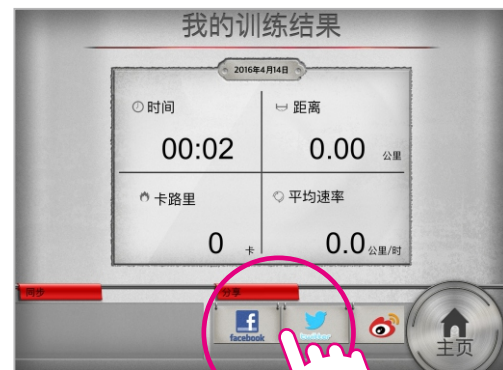 我的训练结果
2016年4月14日
时间
距离
00:02
0.00 公里
卡路里
平均速率
0 卡
0.0 公里/时
同步
分享
facebook
主页